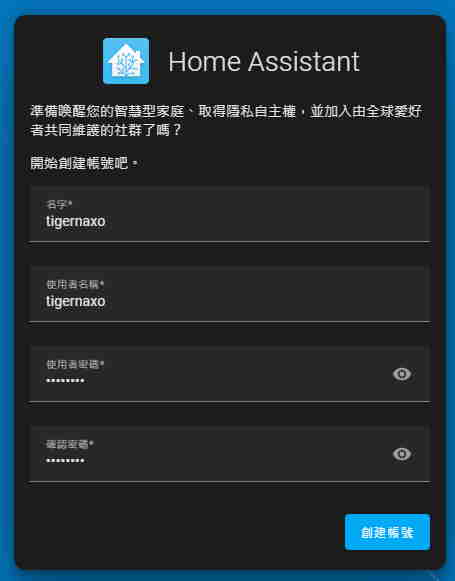 Home Assistant
準備喚醒您的智慧型家庭、取得隱私自主權，並加入由全球愛好
者共同維護的社群了嗎？
開始創建帳號吧。
名字*
tigernaxo
使用者名稱*
tigernaxo
使用者密碼*
••••••••
確認密碼*
••••••••
創建帳號